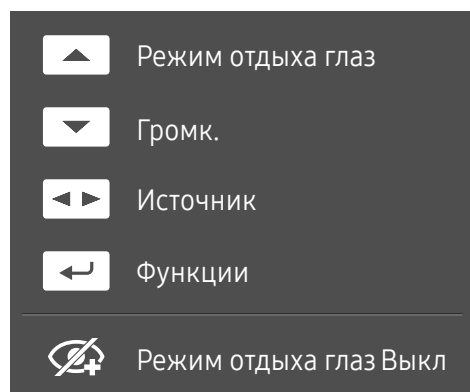 Режим отдыха глаз
Громк.
Источник
Функции
Режим отдыха глаз Выкл